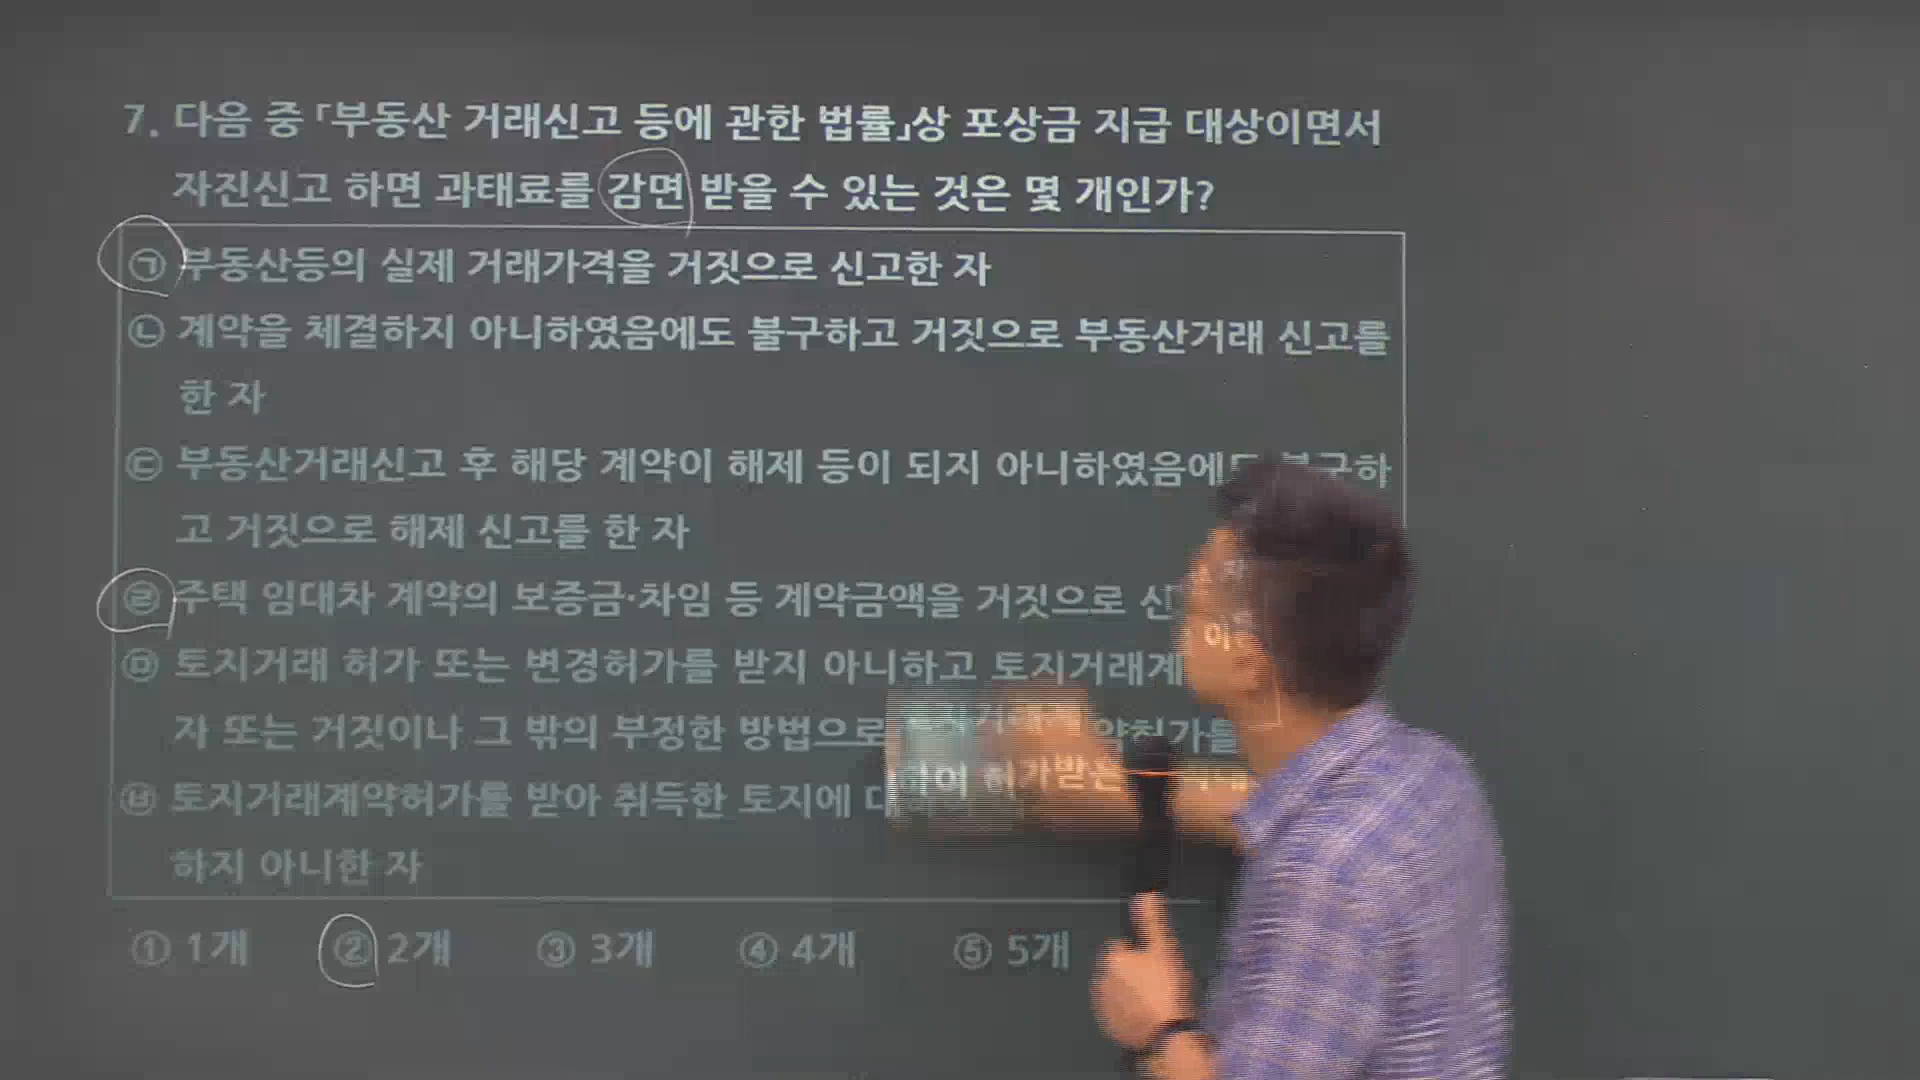 7. 다음 중 「부동산 거래신고 등에 관한 법률」상 포상금 지급 대상이면서
자진신고 하면 과태료를 감면 받을 수 있는 것은 몇 개인가?
㉠ 부동산등의 실제 거래가격을 거짓으로 신고한 자
㉡ 계약을 체결하지 아니하였음에도 불구하고 거짓으로 부동산거래 신고를
한 자
㉢ 부동산거래신고 후 해당 계약이 해제 등이 되지 아니하였음에도 불구하
고 거짓으로 해제 신고를 한 자
㉣ 주택 임대차 계약의 보증금·차임 등 계약금액을 거짓으로
㉤ 토지거래 허가 또는 변경허가를 받지 아니하고 토지거래계
자 또는 거짓이나 그 밖의 부정한 방법으로
㉥ 토지거래계약허가를 받아 취득한 토지에 허가받은
하지 아니한 자
① 1개 ② 2개 ③ 3개 ④ 4개 ⑤ 5개